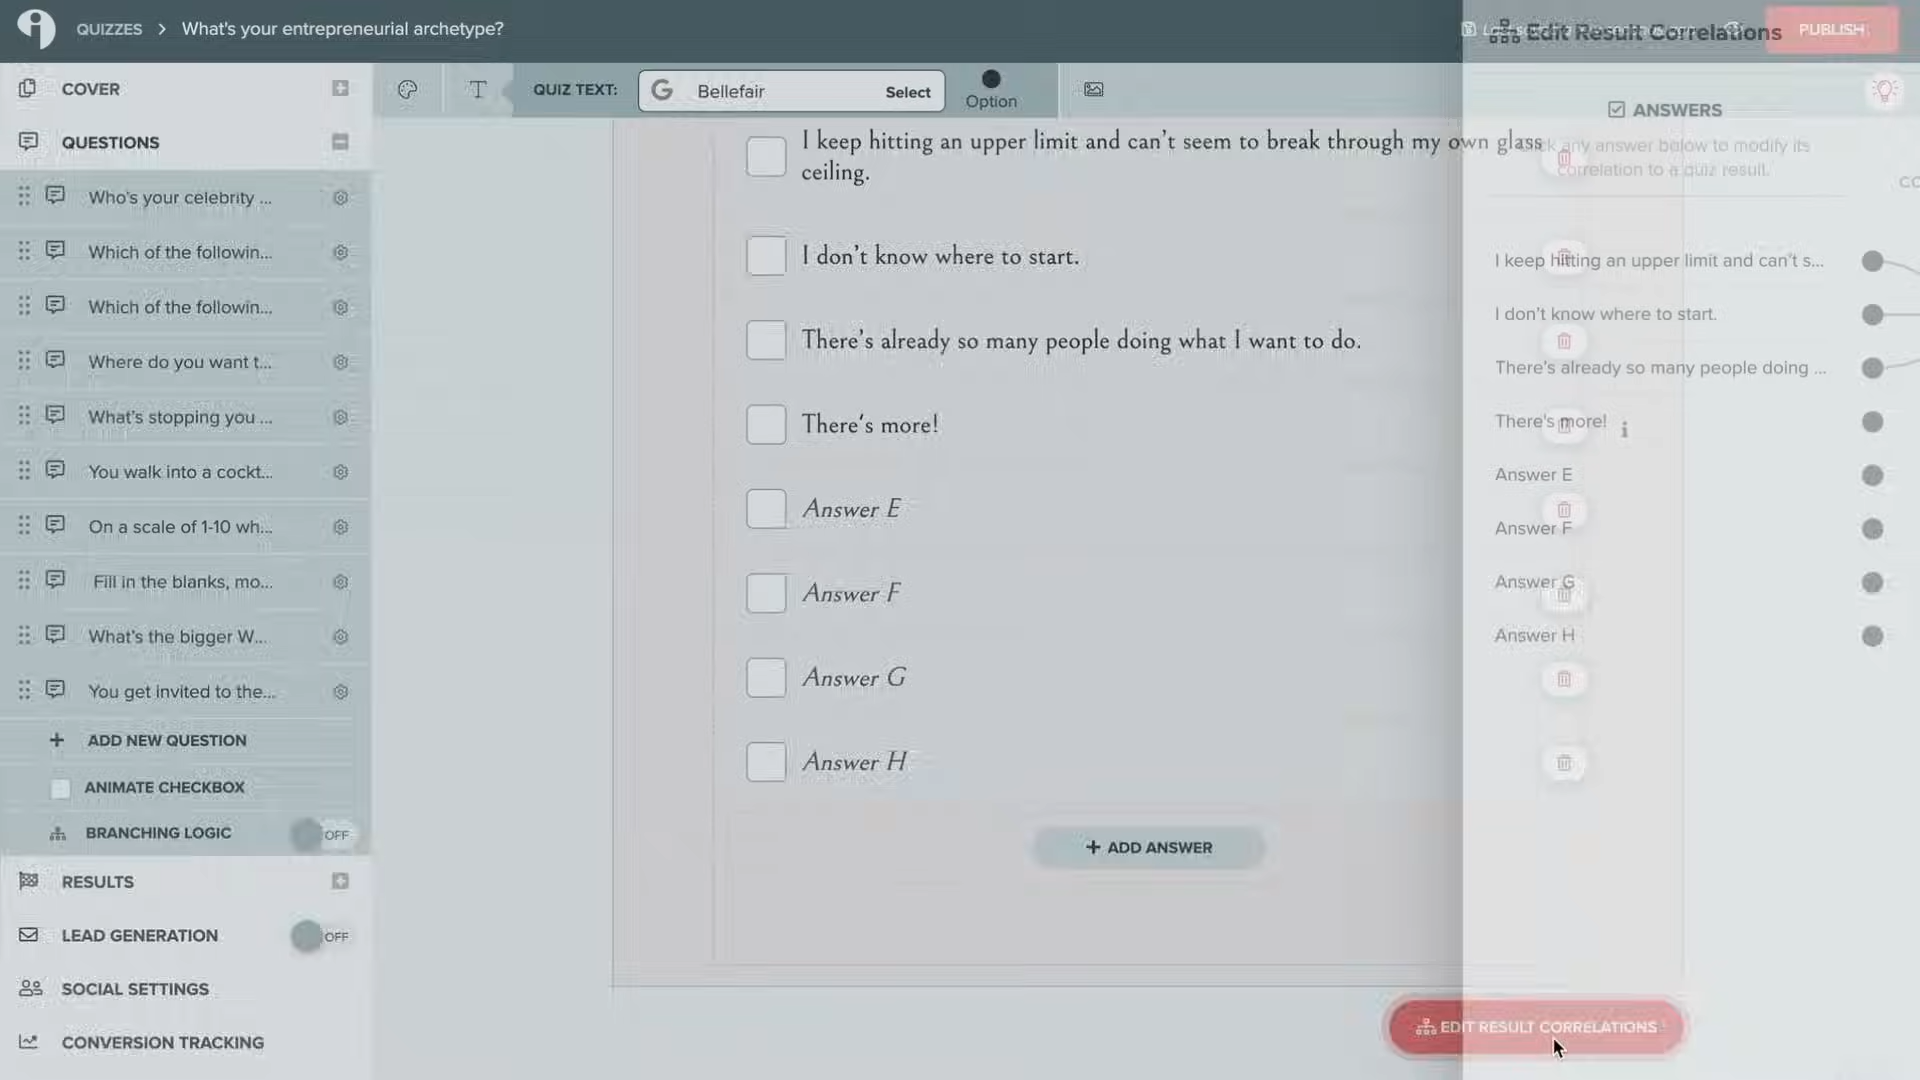 QUIZZES > What's your entrepreneurial archetype?
Edit Result Correlations
PUBLISH
COVER
QUESTIONS
Who's your celebrity ...
Which of the followin...
Which of the followin...
Where do you want t...
What's stopping you ...
You walk into a cockt...
On a scale of 1-10 wh...
Fill in the blanks, mo...
What's the bigger W...
You get invited to the...
ADD NEW QUESTION
ANIMATE CHECKBOX
BRANCHING LOGIC OFF
RESULTS
LEAD GENERATION OFF
SOCIAL SETTINGS
CONVERSION TRACKING
QUIZ TEXT: Bellefair Select Option
I keep hitting an upper limit and can't seem to break through my own glass
ceiling.
I don't know where to start.
There's already so many people doing what I want to do.
There's more!
Answer E
Answer F
Answer G
Answer H
+ ADD ANSWER
EDIT RESULT CORRELATIONS
ANSWERS
any answer below to modify its
correlation to a quiz result.
I keep hitting an upper limit and can't s...
I don't know where to start.
There's already so many people doing ...
There's more!
Answer E
Answer F
Answer G
Answer H